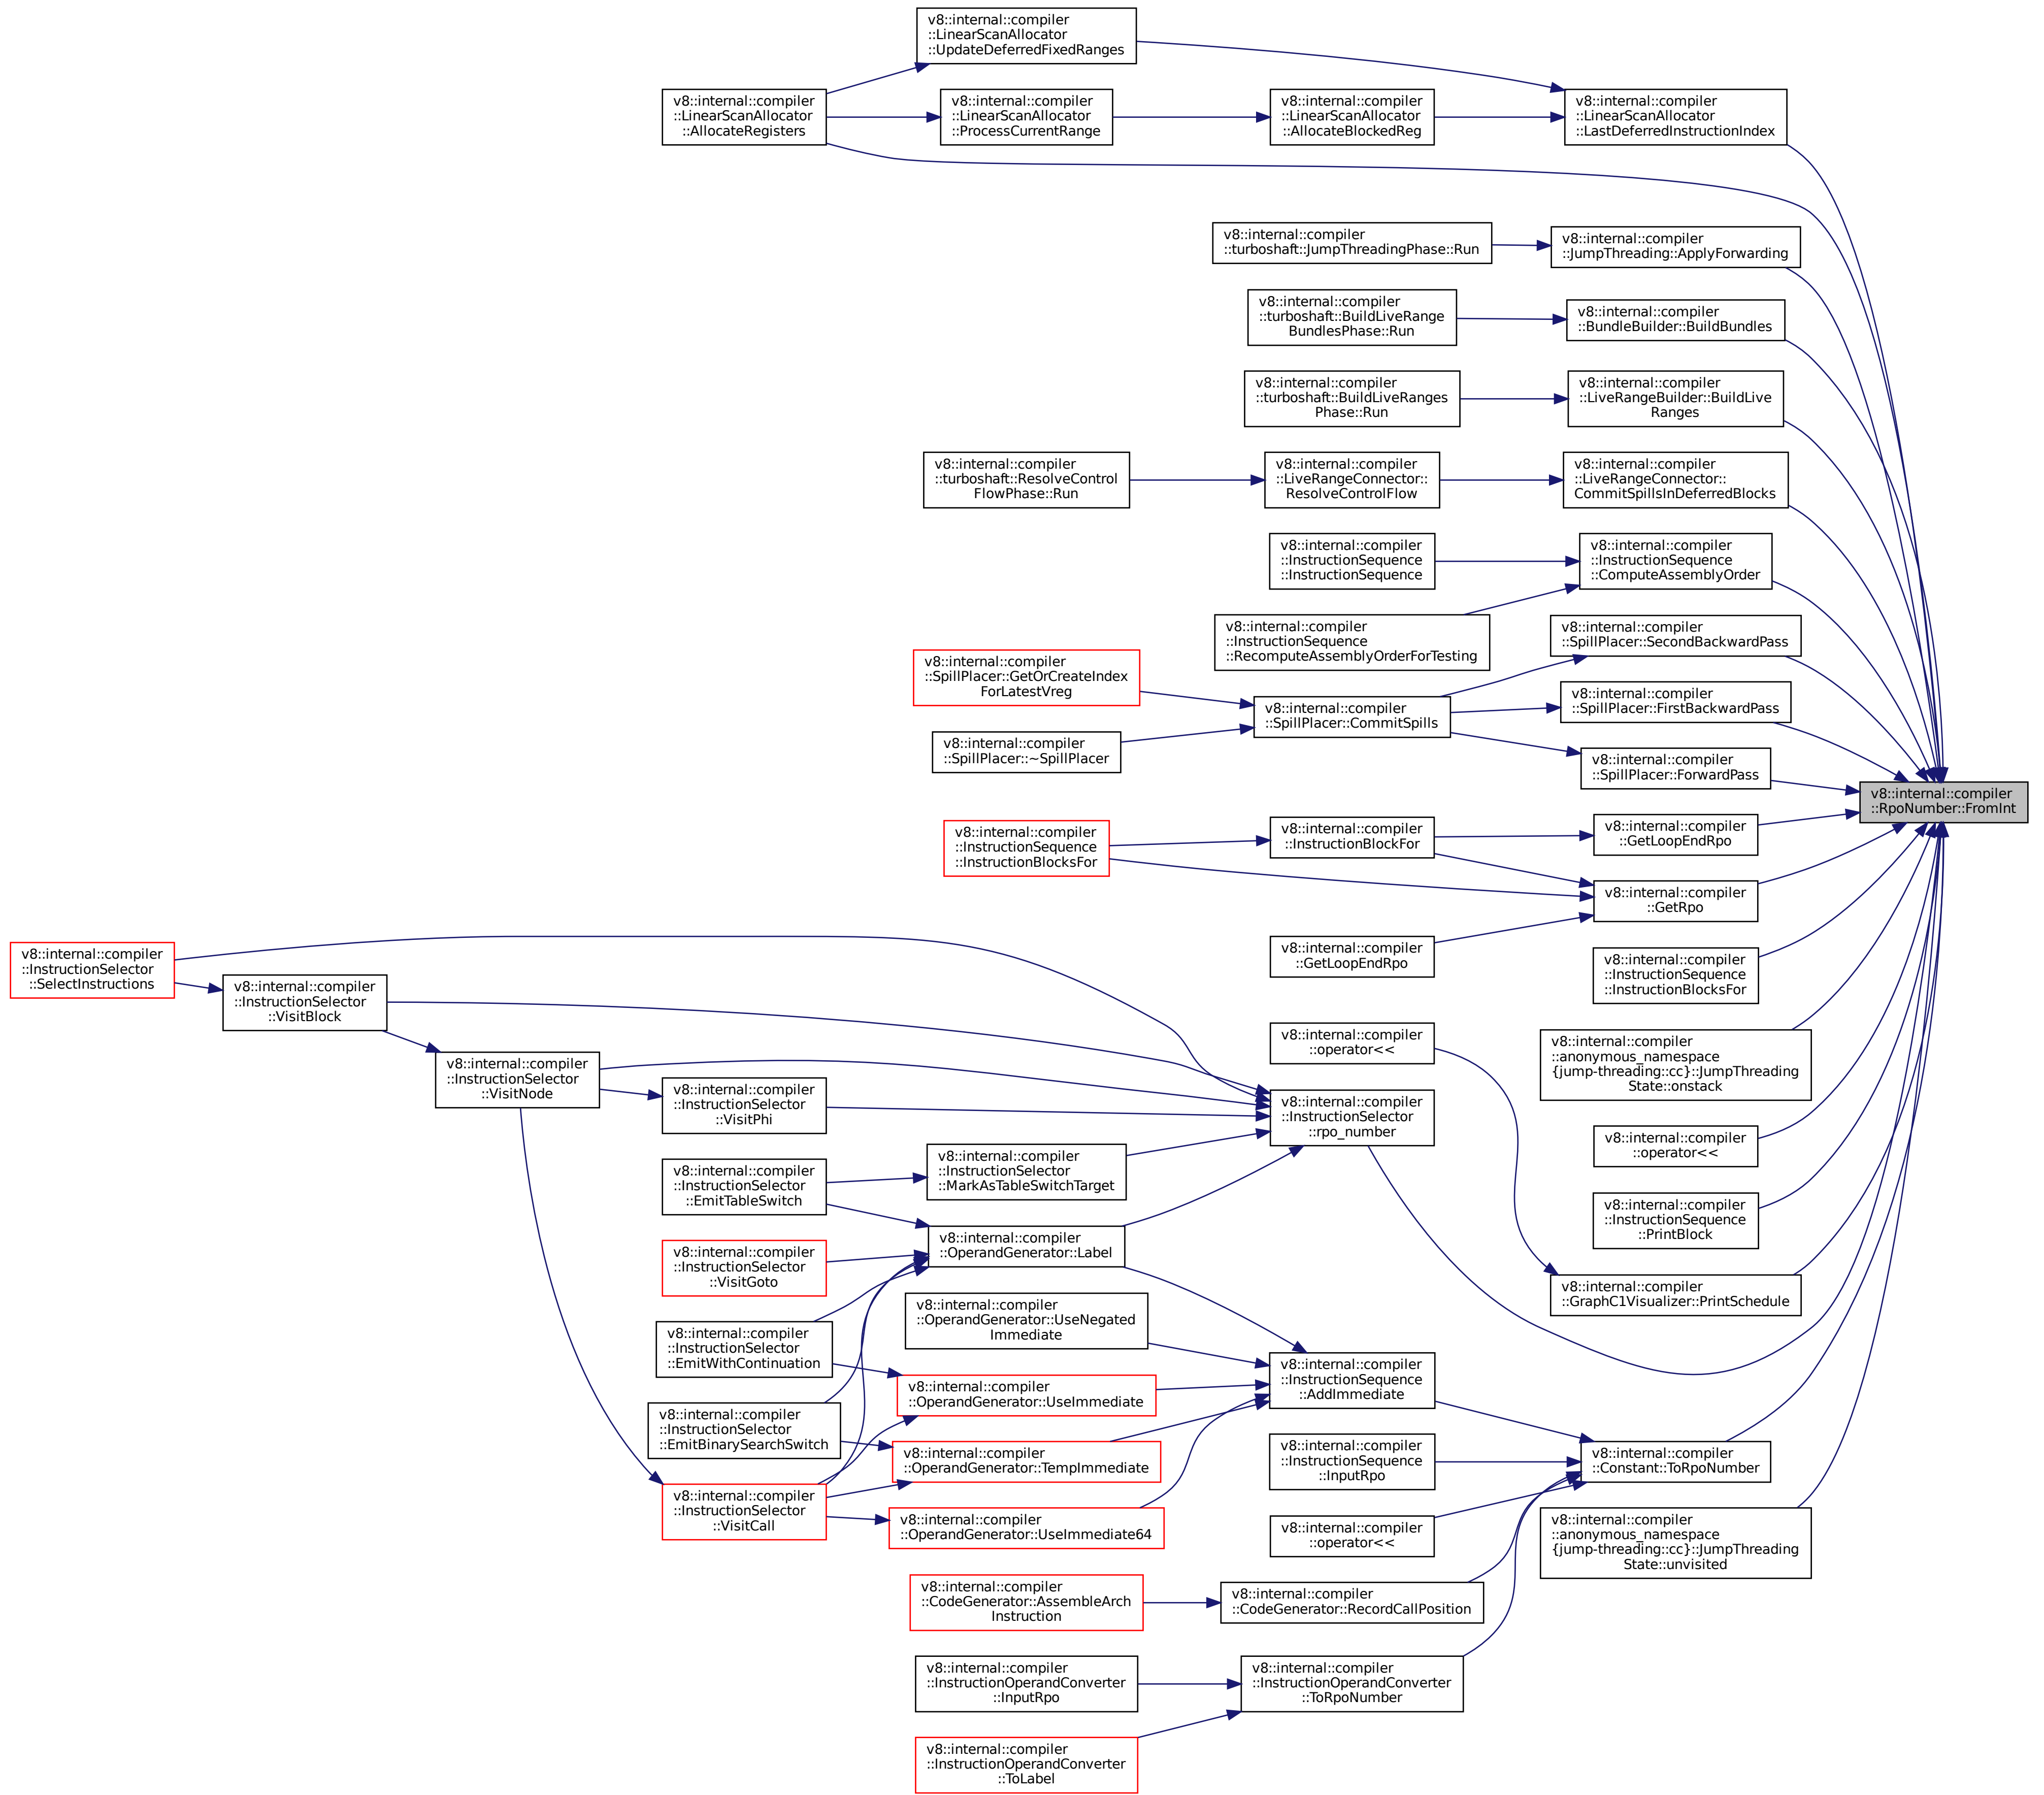 v8::internal::compiler
::LinearScanAllocator
::UpdateDeferredFixedRanges
v8::internal::compiler
::LinearScanAllocator
::AllocateRegisters
v8::internal::compiler
::LinearScanAllocator
::ProcessCurrentRange
v8::internal::compiler
::LinearScanAllocator
::AllocateBlockedReg
v8::internal::compiler
::LinearScanAllocator
::LastDeferredInstructionIndex
v8::internal::compiler
::turboshaft::JumpThreadingPhase::Run
v8::internal::compiler
::JumpThreading::ApplyForwarding
v8::internal::compiler
::turboshaft::BuildLiveRange
BundlesPhase::Run
v8::internal::compiler
::BundleBuilder::BuildBundles
v8::internal::compiler
::turboshaft::BuildLiveRanges
Phase::Run
v8::internal::compiler
::LiveRangeBuilder::BuildLive
Ranges
v8::internal::compiler
::turboshaft::ResolveControl
FlowPhase::Run
v8::internal::compiler
::LiveRangeConnector::
ResolveControlFlow
v8::internal::compiler
::LiveRangeConnector::
CommitSpillsInDeferredBlocks
v8::internal::compiler
::InstructionSequence
::InstructionSequence
v8::internal::compiler
::InstructionSequence
::ComputeAssemblyOrder
v8::internal::compiler
::InstructionSequence
::RecomputeAssemblyOrderForTesting
v8::internal::compiler
::SpillPlacer::SecondBackwardPass
v8::internal::compiler
::SpillPlacer::GetOrCreateIndex
ForLatestVreg
v8::internal::compiler
::SpillPlacer::CommitSpills
v8::internal::compiler
::SpillPlacer::FirstBackwardPass
v8::internal::compiler
::SpillPlacer::~SpillPlacer
v8::internal::compiler
::SpillPlacer::ForwardPass
v8::internal::compiler
::RpoNumber::FromInt
v8::internal::compiler
::InstructionSequence
::InstructionBlocksFor
v8::internal::compiler
::InstructionBlockFor
v8::internal::compiler
::GetLoopEndRpo
v8::internal::compiler
::GetRpo
v8::internal::compiler
::GetLoopEndRpo
v8::internal::compiler
::InstructionSequence
::InstructionBlocksFor
v8::internal::compiler
::InstructionSelector
::SelectInstructions
v8::internal::compiler
::InstructionSelector
::VisitBlock
v8::internal::compiler
::InstructionSelector
::VisitNode
v8::internal::compiler
::InstructionSelector
::VisitPhi
v8::internal::compiler
::operator<<
v8::internal::compiler
::InstructionSelector
::rpo_number
v8::internal::compiler
::anonymous_namespace
{jump-threading::cc}::JumpThreading
State::onstack
v8::internal::compiler
::operator<<
v8::internal::compiler
::InstructionSelector
::EmitTableSwitch
v8::internal::compiler
::InstructionSelector
::MarkAsTableSwitchTarget
v8::internal::compiler
::InstructionSequence
::PrintBlock
v8::internal::compiler
::InstructionSelector
::VisitGoto
v8::internal::compiler
::OperandGenerator::Label
v8::internal::compiler
::GraphC1Visualizer::PrintSchedule
v8::internal::compiler
::InstructionSelector
::EmitWithContinuation
v8::internal::compiler
::OperandGenerator::UseNegated
Immediate
v8::internal::compiler
::InstructionSequence
::AddImmediate
v8::internal::compiler
::OperandGenerator::UseImmediate
v8::internal::compiler
::InstructionSelector
::EmitBinarySearchSwitch
v8::internal::compiler
::OperandGenerator::TempImmediate
v8::internal::compiler
::InstructionSequence
::InputRpo
v8::internal::compiler
::Constant::ToRpoNumber
v8::internal::compiler
::InstructionSelector
::VisitCall
v8::internal::compiler
::OperandGenerator::UseImmediate64
v8::internal::compiler
::operator<<
v8::internal::compiler
::anonymous_namespace
{jump-threading::cc}::JumpThreading
State::unvisited
v8::internal::compiler
::CodeGenerator::AssembleArch
Instruction
v8::internal::compiler
::CodeGenerator::RecordCallPosition
v8::internal::compiler
::InstructionOperandConverter
::InputRpo
v8::internal::compiler
::InstructionOperandConverter
::ToRpoNumber
v8::internal::compiler
::InstructionOperandConverter
::ToLabel